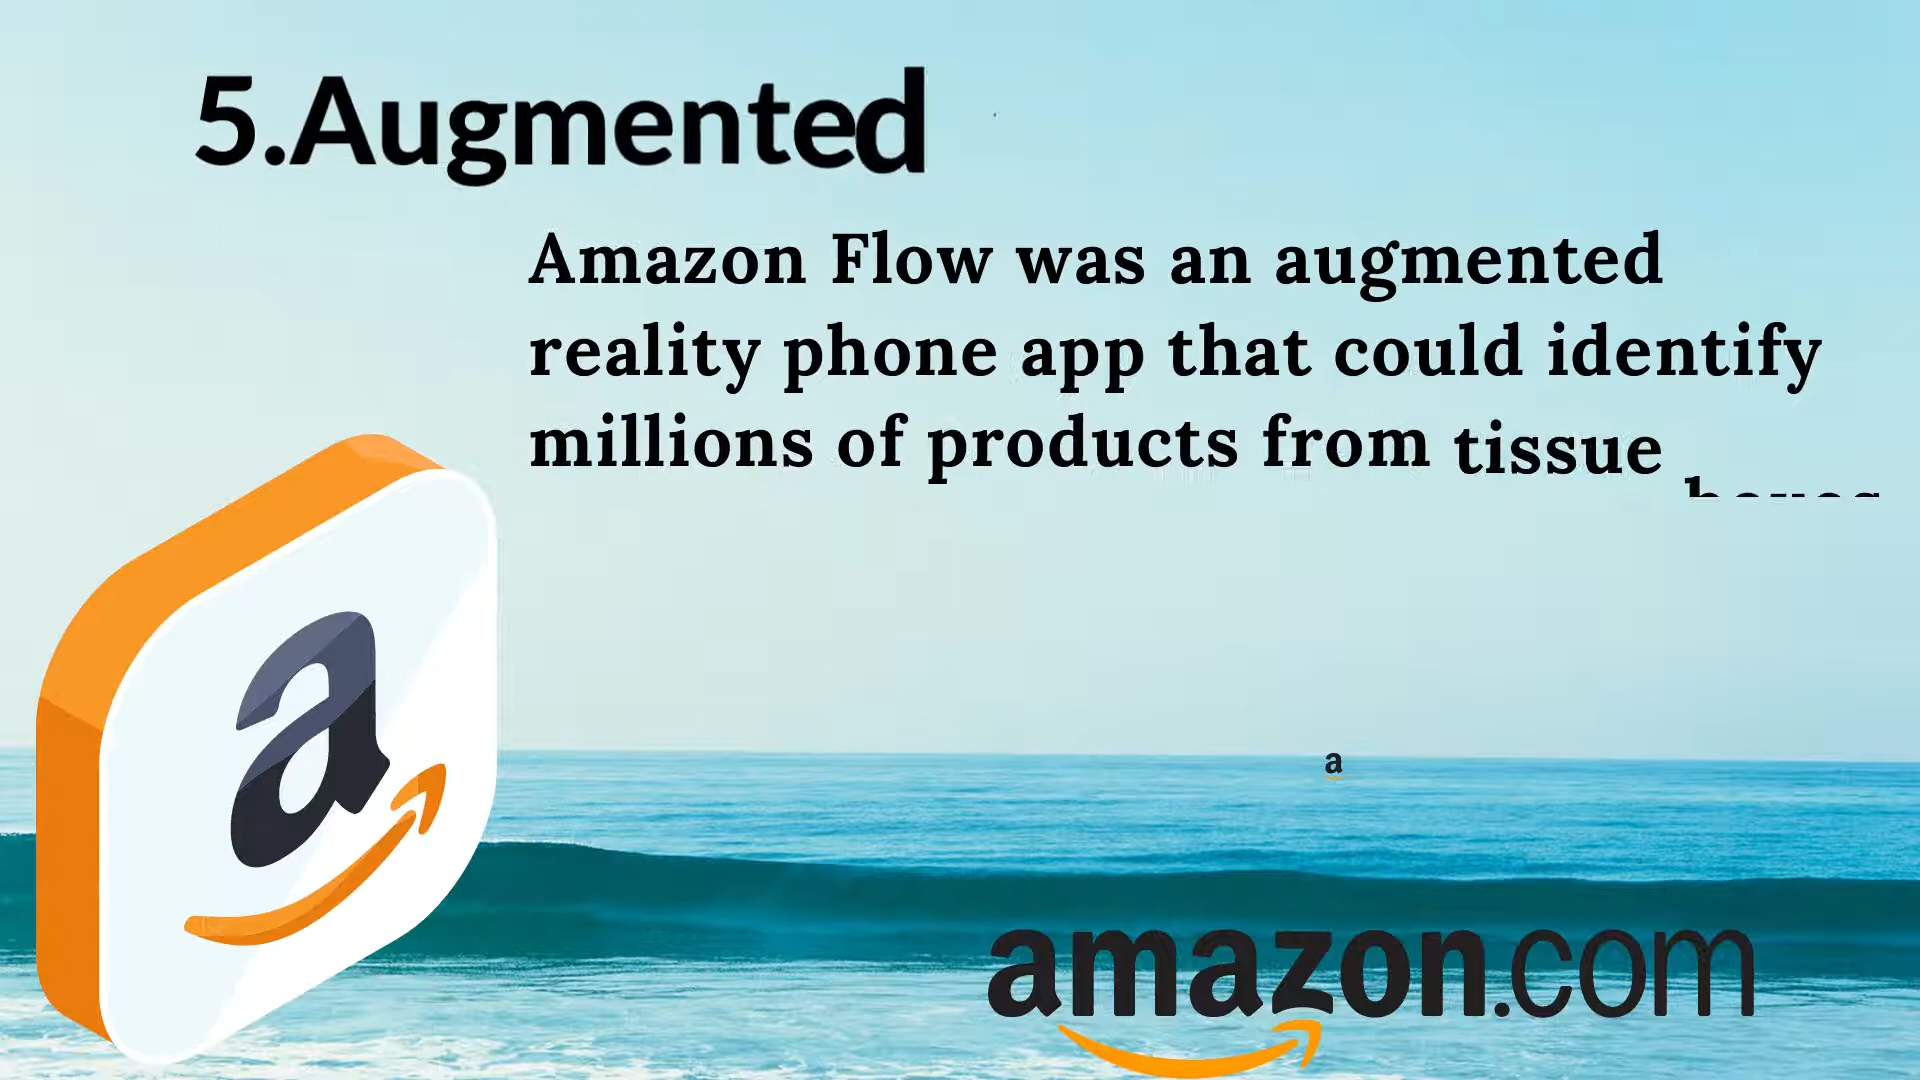 5.Augmented
Amazon Flow was an augmented
reality phone app that could identify
millions of products from tissue
a
a
amazon.com